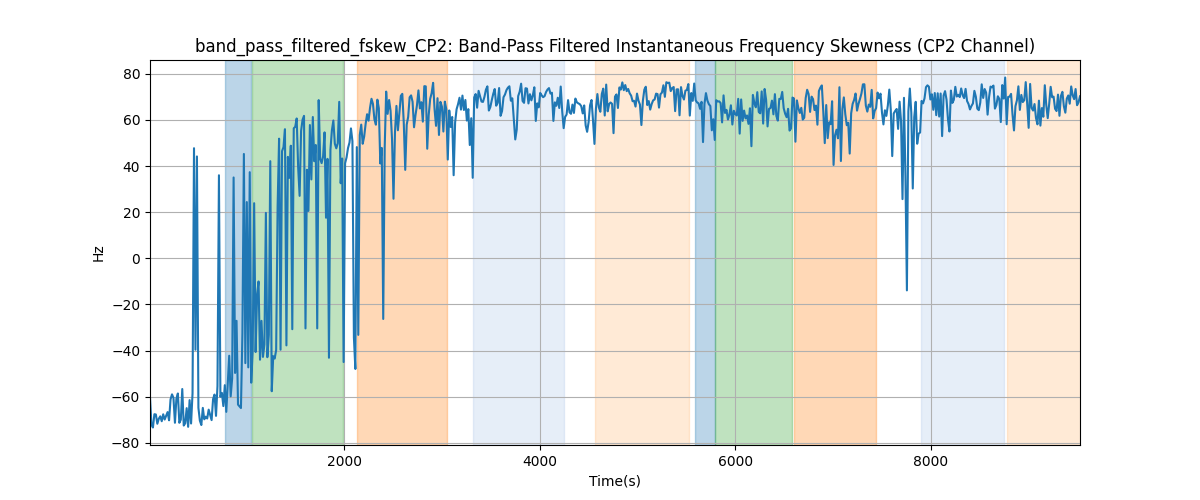 band_pass_filtered_fskew_CP2: Band-Pass Filtered Instantaneous Frequency Skewness (CP2 Channel)
80
60
40
20
0
−20
−40
−60
−80
Hz
2000 4000 6000 8000
Time(s)